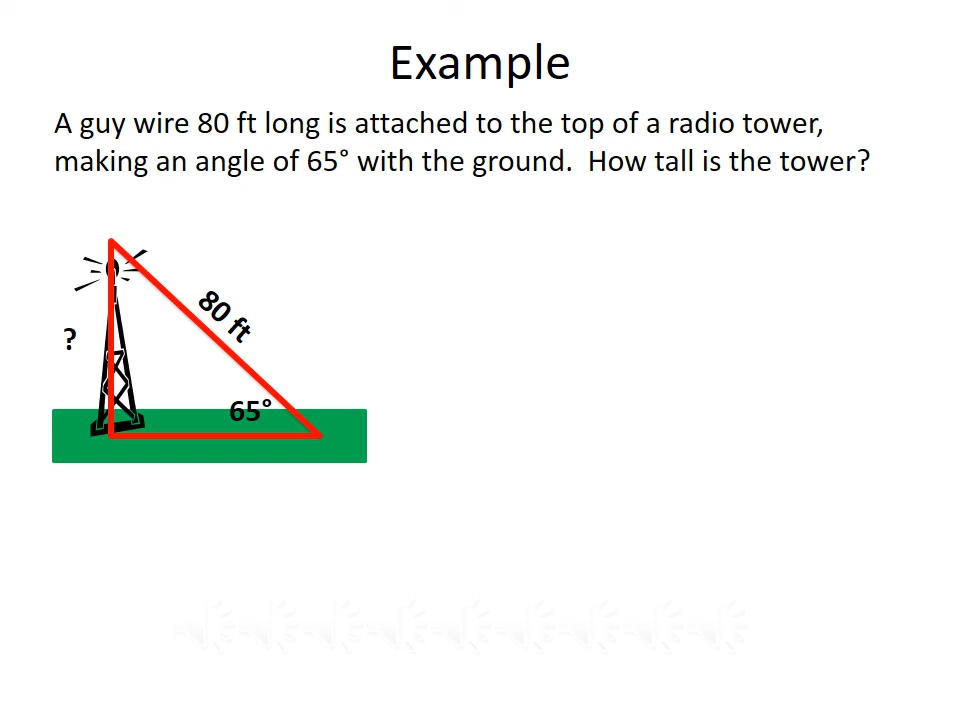 Example
A guy wire 80 ft long is attached to the top of a radio tower,
making an angle of 65° with the ground.  How tall is the tower?
80 ft
?
65°